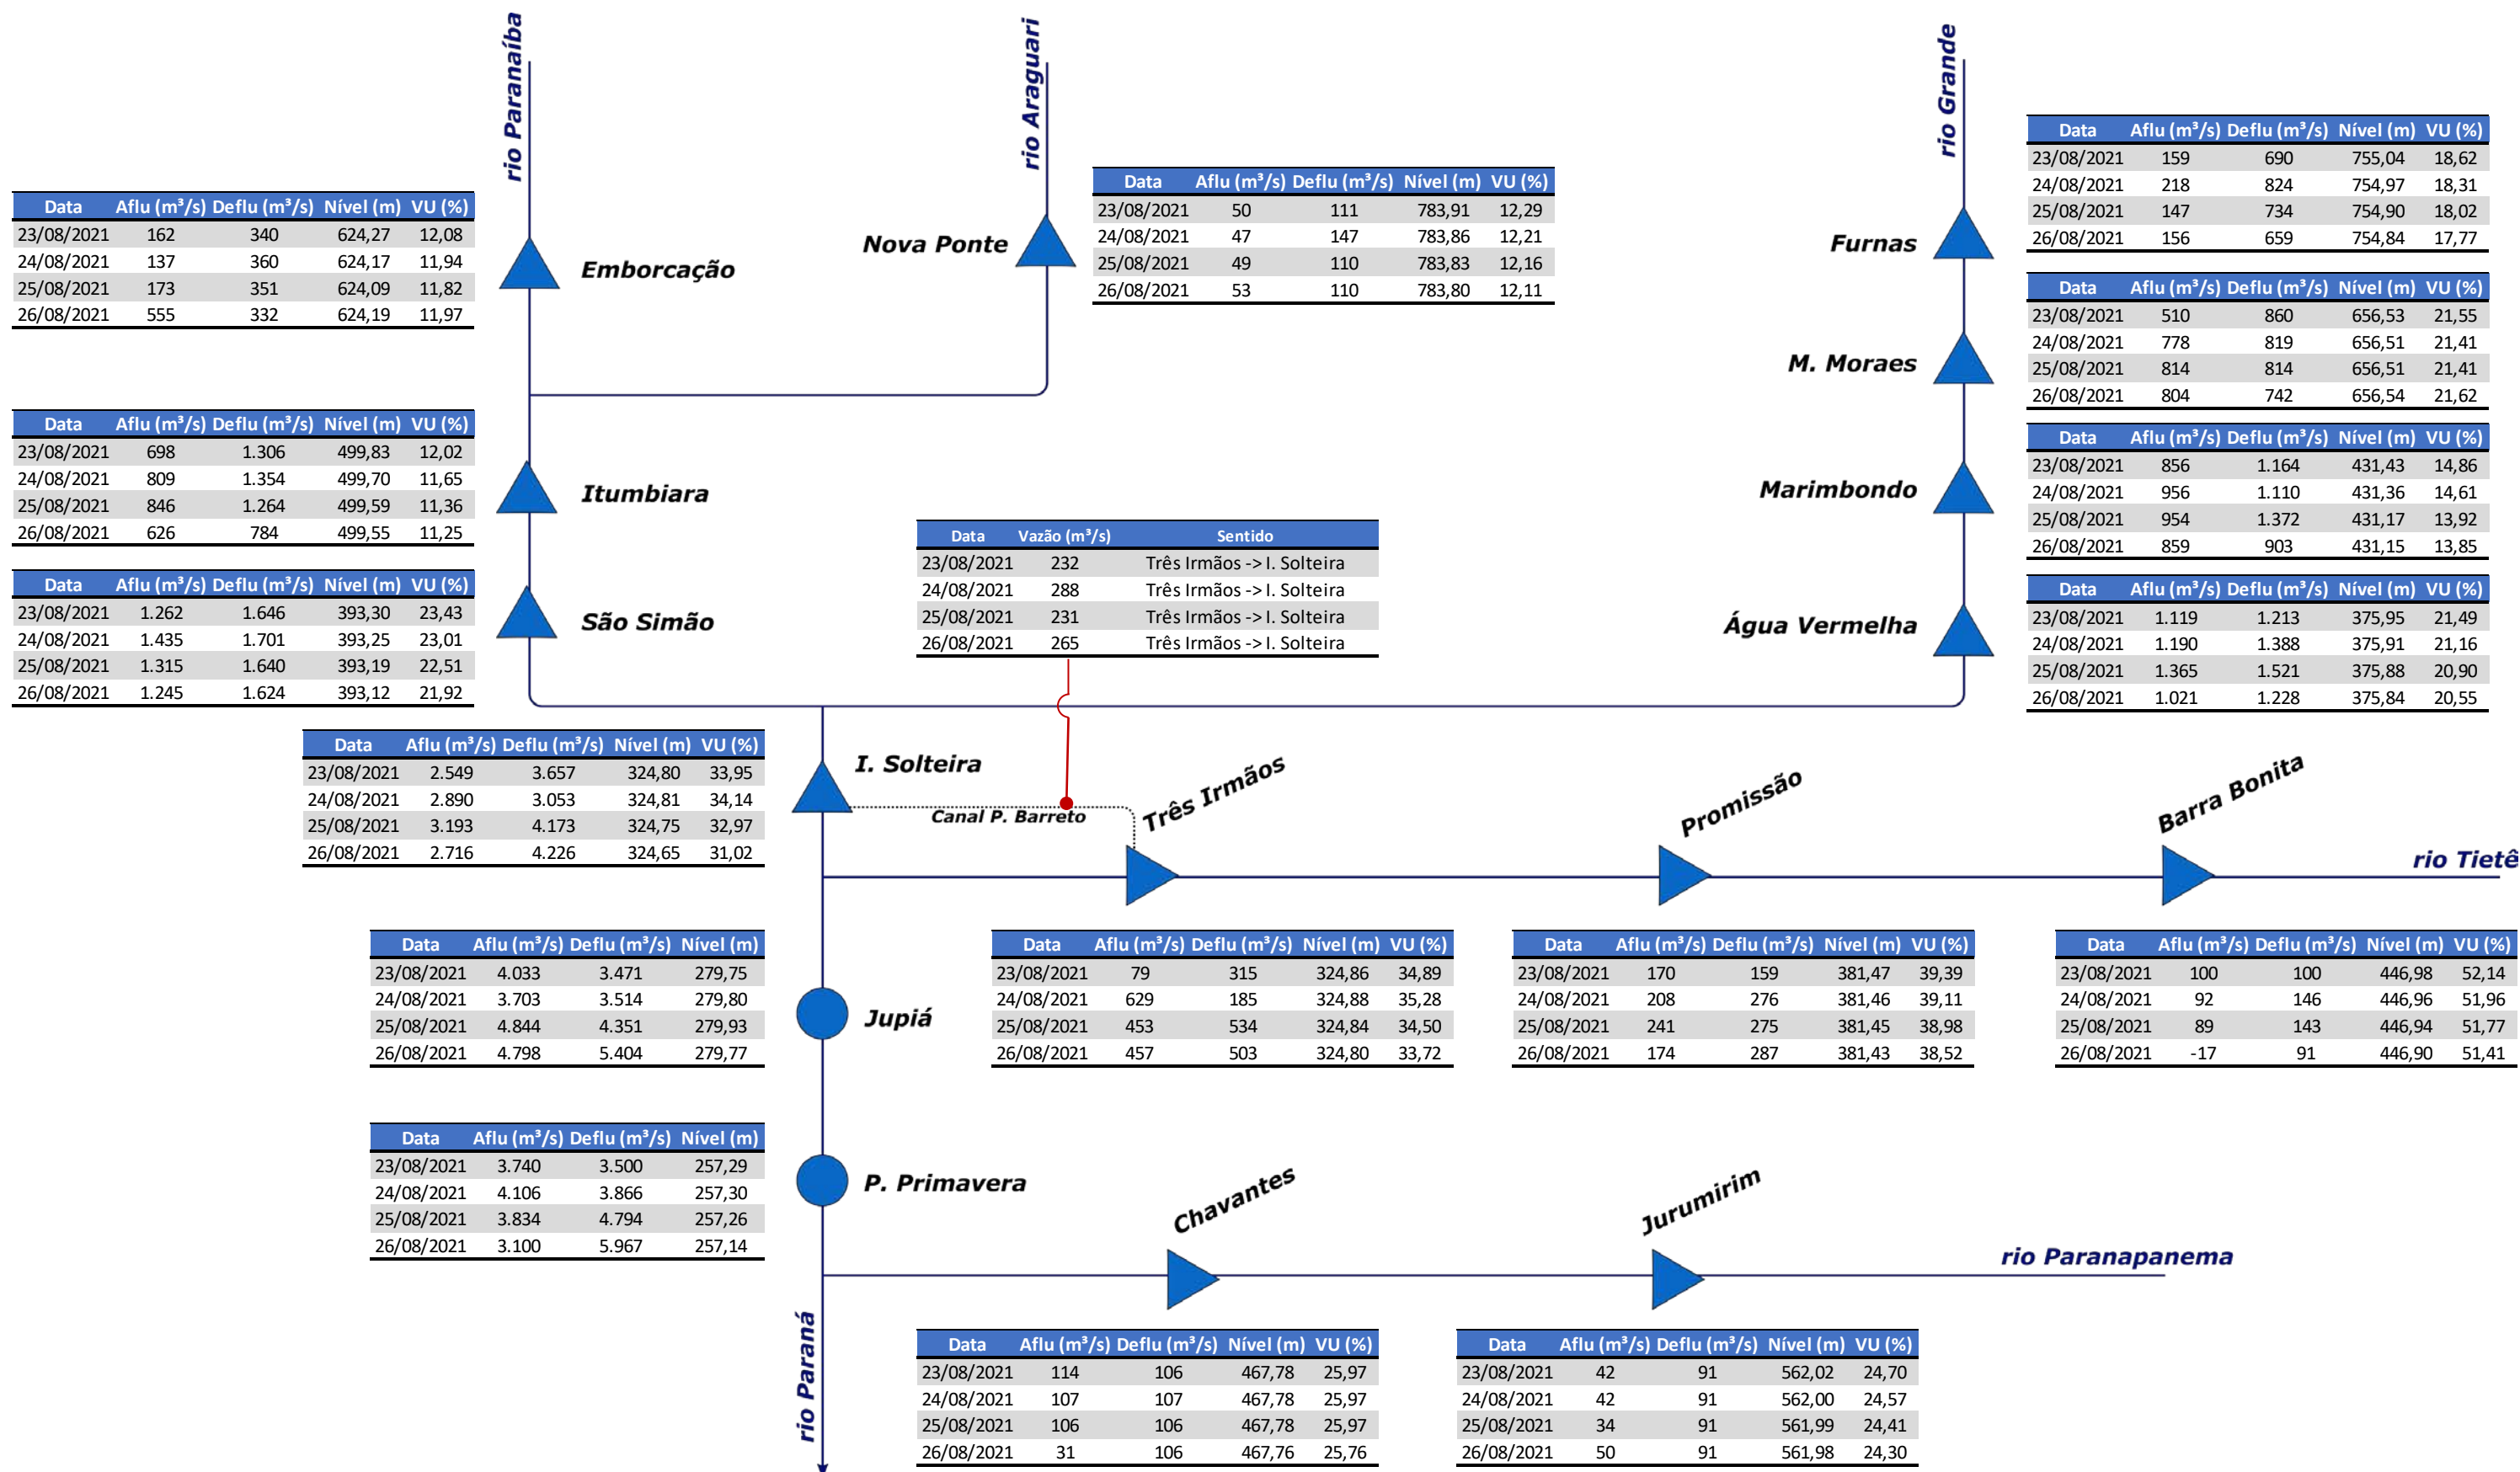 rio Paranaíba
rio Araguari
rio Grande
Data Aflu (m³/s) Deflu (m³/s) Nível (m) VU (%)
23/08/2021 162 340 624,27 12,08
24/08/2021 137 360 624,17 11,94
25/08/2021 173 351 624,09 11,82
26/08/2021 555 332 624,19 11,97
Emborcação
Nova Ponte
Data Aflu (m³/s) Deflu (m³/s) Nível (m) VU (%)
23/08/2021 50 111 783,91 12,29
24/08/2021 47 147 783,86 12,21
25/08/2021 49 110 783,83 12,16
26/08/2021 53 110 783,80 12,11
Furnas
Data Aflu (m³/s) Deflu (m³/s) Nível (m) VU (%)
23/08/2021 159 690 755,04 18,62
24/08/2021 218 824 754,97 18,31
25/08/2021 147 734 754,90 18,02
26/08/2021 156 659 754,84 17,77
M. Moraes
Data Aflu (m³/s) Deflu (m³/s) Nível (m) VU (%)
23/08/2021 510 860 656,53 21,55
24/08/2021 778 819 656,51 21,41
25/08/2021 814 814 656,51 21,41
26/08/2021 804 742 656,54 21,62
Data Aflu (m³/s) Deflu (m³/s) Nível (m) VU (%)
23/08/2021 698 1.306 499,83 12,02
24/08/2021 809 1.354 499,70 11,65
25/08/2021 846 1.264 499,59 11,36
26/08/2021 626 784 499,55 11,25
Itumbiara
Marimbondo
Data Aflu (m³/s) Deflu (m³/s) Nível (m) VU (%)
23/08/2021 856 1.164 431,43 14,86
24/08/2021 956 1.110 431,36 14,61
25/08/2021 954 1.372 431,17 13,92
26/08/2021 859 903 431,15 13,85
Data Aflu (m³/s) Deflu (m³/s) Nível (m) VU (%)
23/08/2021 1.262 1.646 393,30 23,43
24/08/2021 1.435 1.701 393,25 23,01
25/08/2021 1.315 1.640 393,19 22,51
26/08/2021 1.245 1.624 393,12 21,92
São Simão
Data Vazão (m³/s) Sentido
23/08/2021 232 Três Irmãos -> I. Solteira
24/08/2021 288 Três Irmãos -> I. Solteira
25/08/2021 231 Três Irmãos -> I. Solteira
26/08/2021 265 Três Irmãos -> I. Solteira
Água Vermelha
Data Aflu (m³/s) Deflu (m³/s) Nível (m) VU (%)
23/08/2021 1.119 1.213 375,95 21,49
24/08/2021 1.190 1.388 375,91 21,16
25/08/2021 1.365 1.521 375,88 20,90
26/08/2021 1.021 1.228 375,84 20,55
Data Aflu (m³/s) Deflu (m³/s) Nível (m) VU (%)
23/08/2021 2.549 3.657 324,80 33,95
24/08/2021 2.890 3.053 324,81 34,14
25/08/2021 3.193 4.173 324,75 32,97
26/08/2021 2.716 4.226 324,65 31,02
I. Solteira
Canal P. Barreto
Três Irmãos
Promissão
Barra Bonita
rio Tietê
Data Aflu (m³/s) Deflu (m³/s) Nível (m)
23/08/2021 4.033 3.471 279,75
24/08/2021 3.703 3.514 279,80
25/08/2021 4.844 4.351 279,93
26/08/2021 4.798 5.404 279,77
Jupiá
Data Aflu (m³/s) Deflu (m³/s) Nível (m) VU (%)
23/08/2021 79 315 324,86 34,89
24/08/2021 629 185 324,88 35,28
25/08/2021 453 534 324,84 34,50
26/08/2021 457 503 324,80 33,72
Data Aflu (m³/s) Deflu (m³/s) Nível (m) VU (%)
23/08/2021 170 159 381,47 39,39
24/08/2021 208 276 381,46 39,11
25/08/2021 241 275 381,45 38,98
26/08/2021 174 287 381,43 38,52
Data Aflu (m³/s) Deflu (m³/s) Nível (m) VU (%)
23/08/2021 100 100 446,98 52,14
24/08/2021 92 146 446,96 51,96
25/08/2021 89 143 446,94 51,77
26/08/2021 -17 91 446,90 51,41
Data Aflu (m³/s) Deflu (m³/s) Nível (m)
23/08/2021 3.740 3.500 257,29
24/08/2021 4.106 3.866 257,30
25/08/2021 3.834 4.794 257,26
26/08/2021 3.100 5.967 257,14
P. Primavera
Chavantes
Jurumirim
rio Paranapanema
rio Paraná
Data Aflu (m³/s) Deflu (m³/s) Nível (m) VU (%)
23/08/2021 114 106 467,78 25,97
24/08/2021 107 107 467,78 25,97
25/08/2021 106 106 467,78 25,97
26/08/2021 31 106 467,76 25,76
Data Aflu (m³/s) Deflu (m³/s) Nível (m) VU (%)
23/08/2021 42 91 562,02 24,70
24/08/2021 42 91 562,00 24,57
25/08/2021 34 91 561,99 24,41
26/08/2021 50 91 561,98 24,30